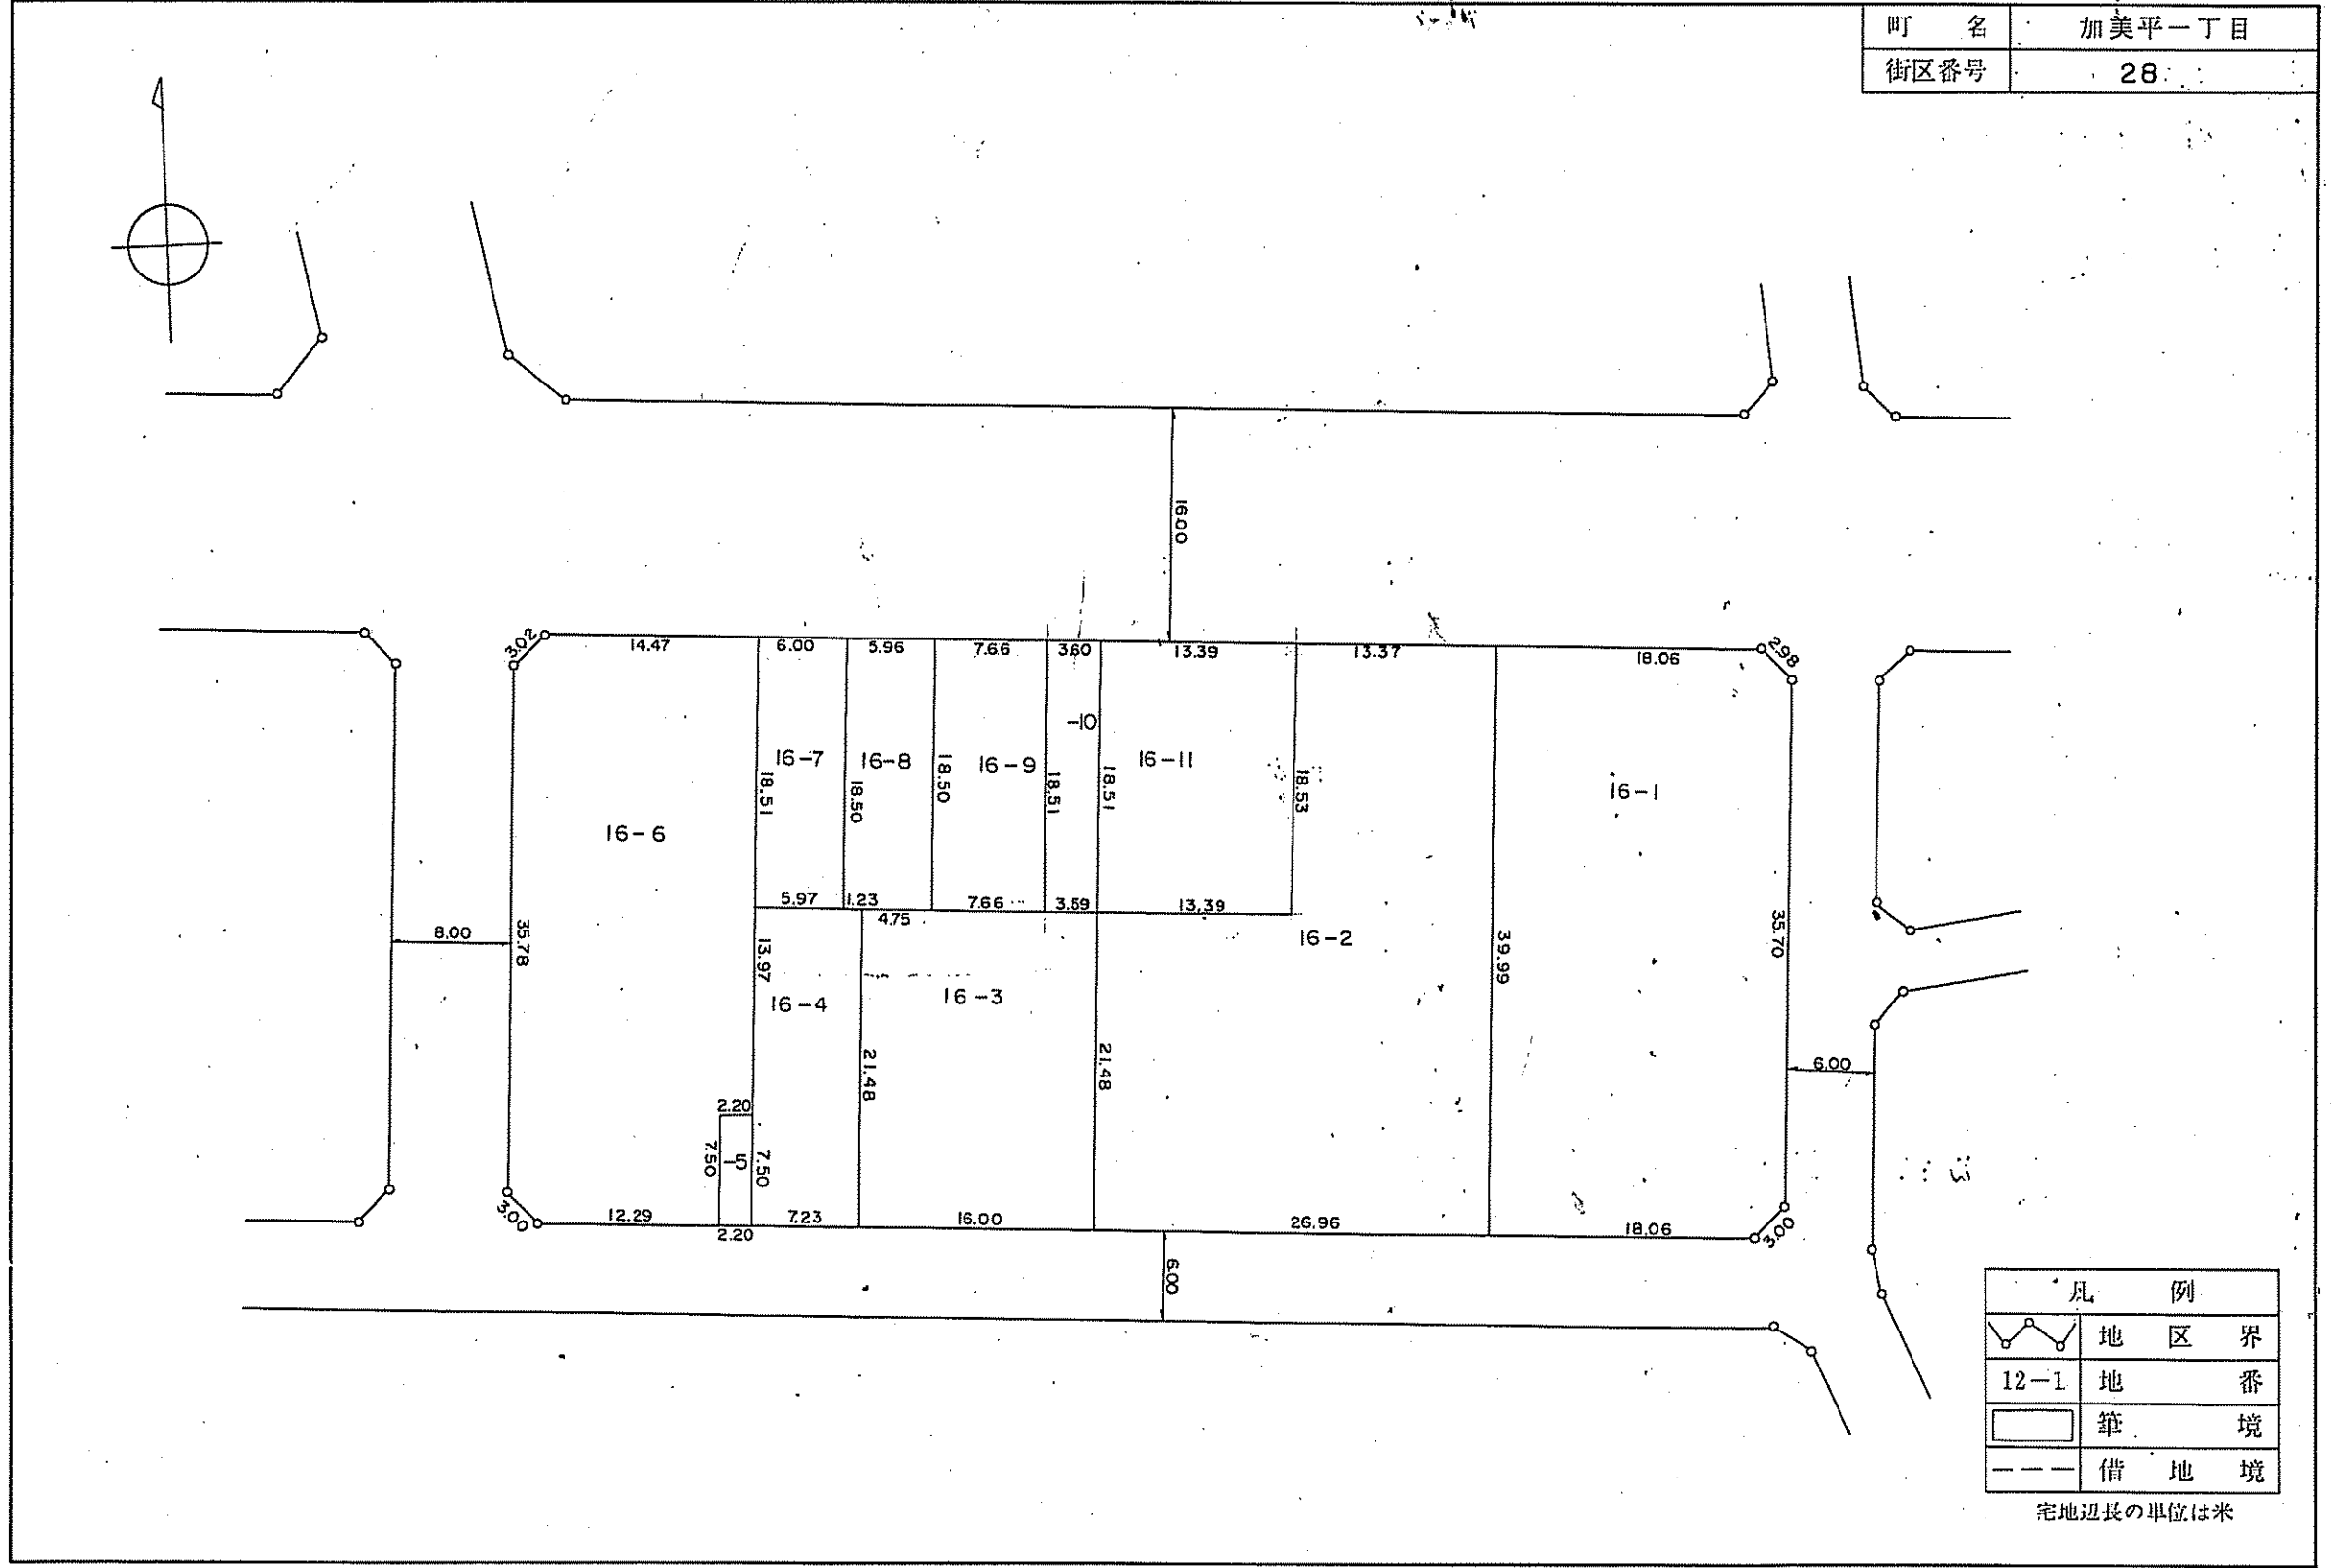 町 名 加美平一丁目
街区番号 28
16.00
3.02
14.47 6.00 5.96 7.66 3.60 13.39 13.37 18.06 2.98
-10
16-7 16-8 16-9 16-11 16-1
18.51 18.50 18.50 18.51 18.51 18.53
16-6
5.97 1.23 4.75 7.66 3.59 13.39
8.00 35.78 13.97 16-2 39.99 35.70
16-4 16-3
21.48 21.48 6.00
2.20
7.50 -5 7.50
3.00 12.29 2.20 7.23 16.00 26.96 18.06 3.00
6.00
凡 例
地 区 界
12-1 地 番
筆 境
借 地 境
宅地辺長の単位は米